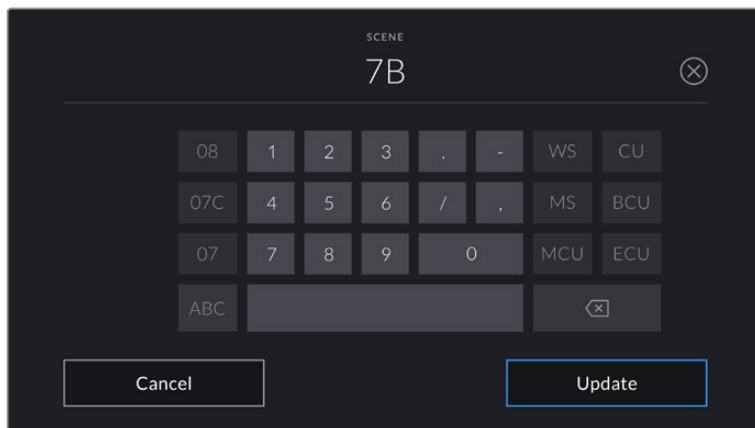 SCENE
7B
08 1 2 3 . - WS CU
07C 4 5 6 / , MS BCU
07 7 8 9 0 MCU ECU
ABC
Cancel Update